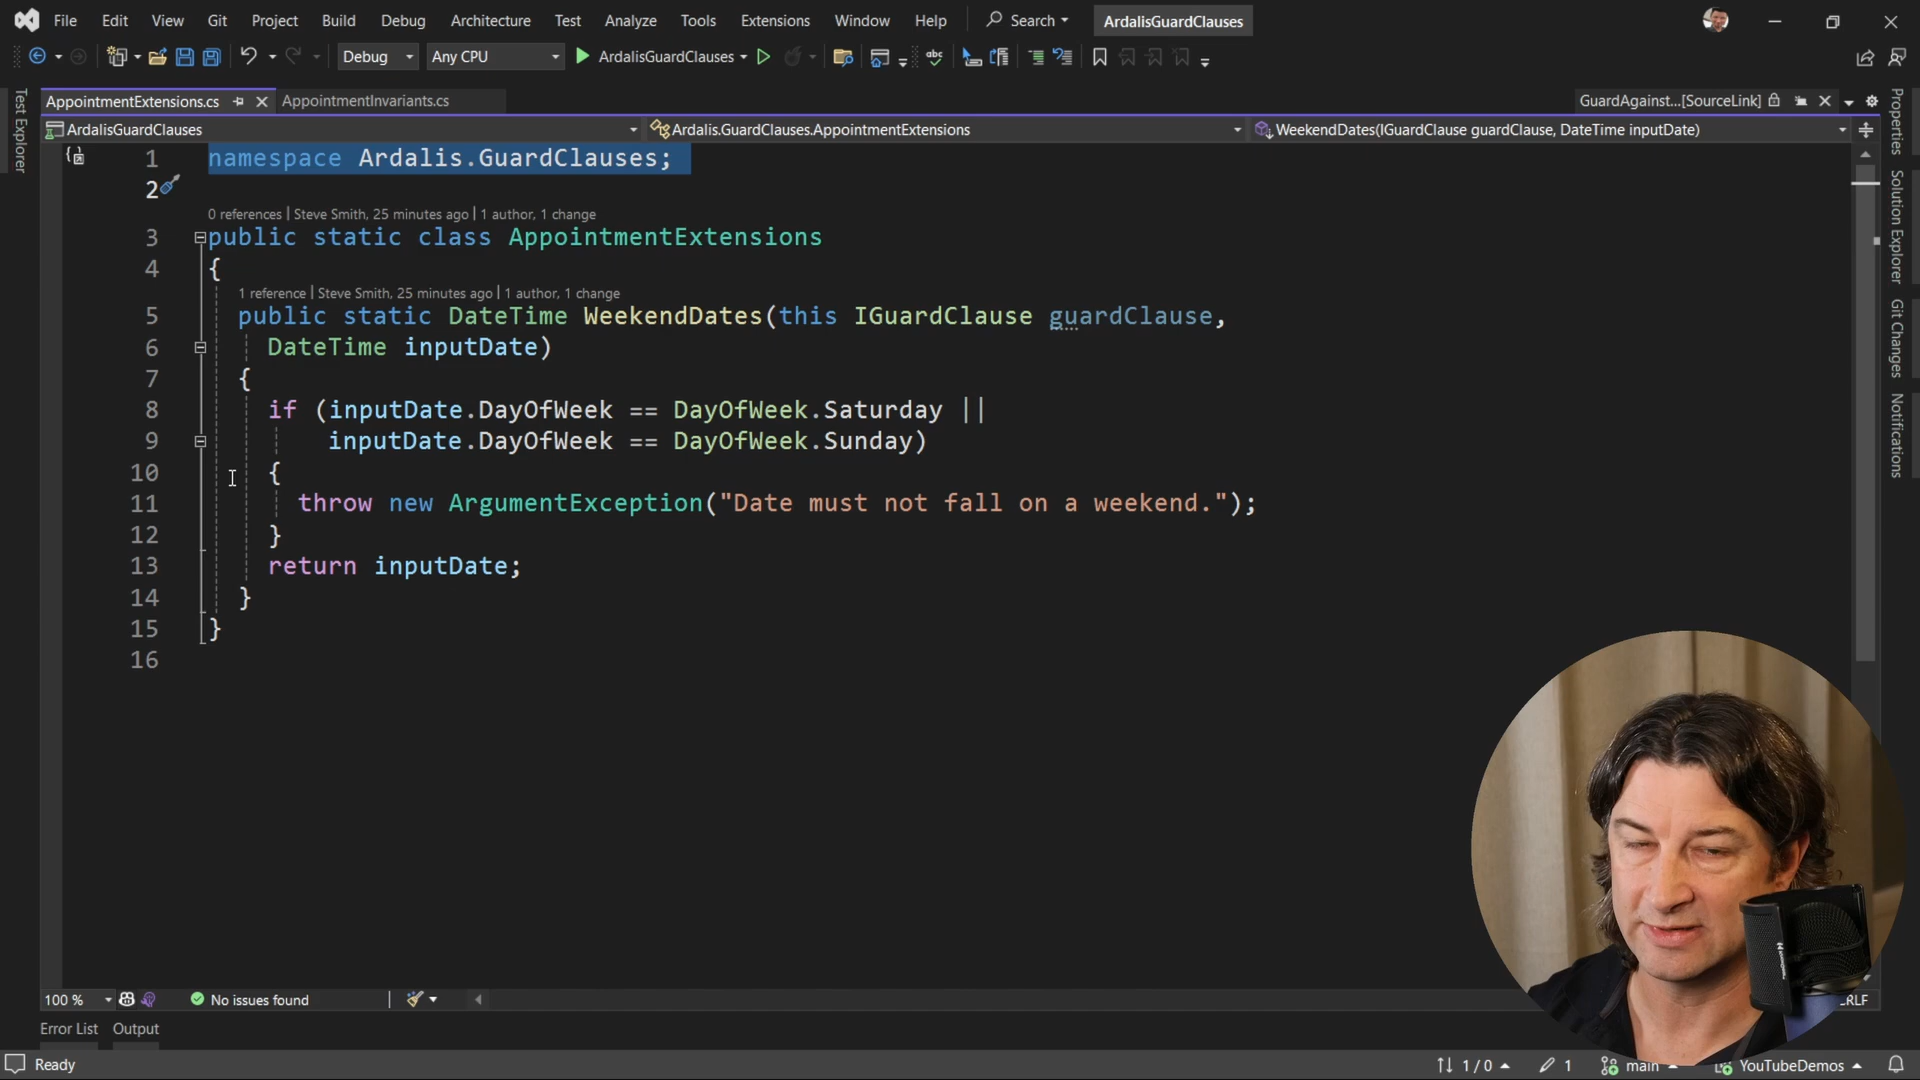 File Edit View Git Project Build Debug Architecture Test Analyze Tools Extensions Window Help Search ArdalisGuardClauses
Debug Any CPU ArdalisGuardClauses
AppointmentExtensions.cs AppointmentInvariants.cs GuardAgainst...[SourceLink]
ArdalisGuardClauses Ardalis.GuardClauses.AppointmentExtensions WeekendDates(IGuardClause guardClause, DateTime inputDate)
Test Explorer
Properties
Solution Explorer
Git Changes
Notifications
1 namespace Ardalis.GuardClauses;
2
0 references | Steve Smith, 25 minutes ago | 1 author, 1 change
3 public static class AppointmentExtensions
4 {
1 reference | Steve Smith, 25 minutes ago | 1 author, 1 change
5 public static DateTime WeekendDates(this IGuardClause guardClause,
6 DateTime inputDate)
7 {
8 if (inputDate.DayOfWeek == DayOfWeek.Saturday ||
9 inputDate.DayOfWeek == DayOfWeek.Sunday)
10 {
11 throw new ArgumentException("Date must not fall on a weekend.");
12 }
13 return inputDate;
14 }
15 }
16
100 % No issues found
Error List Output
Ready 1 / 0 1 main YouTubeDemos